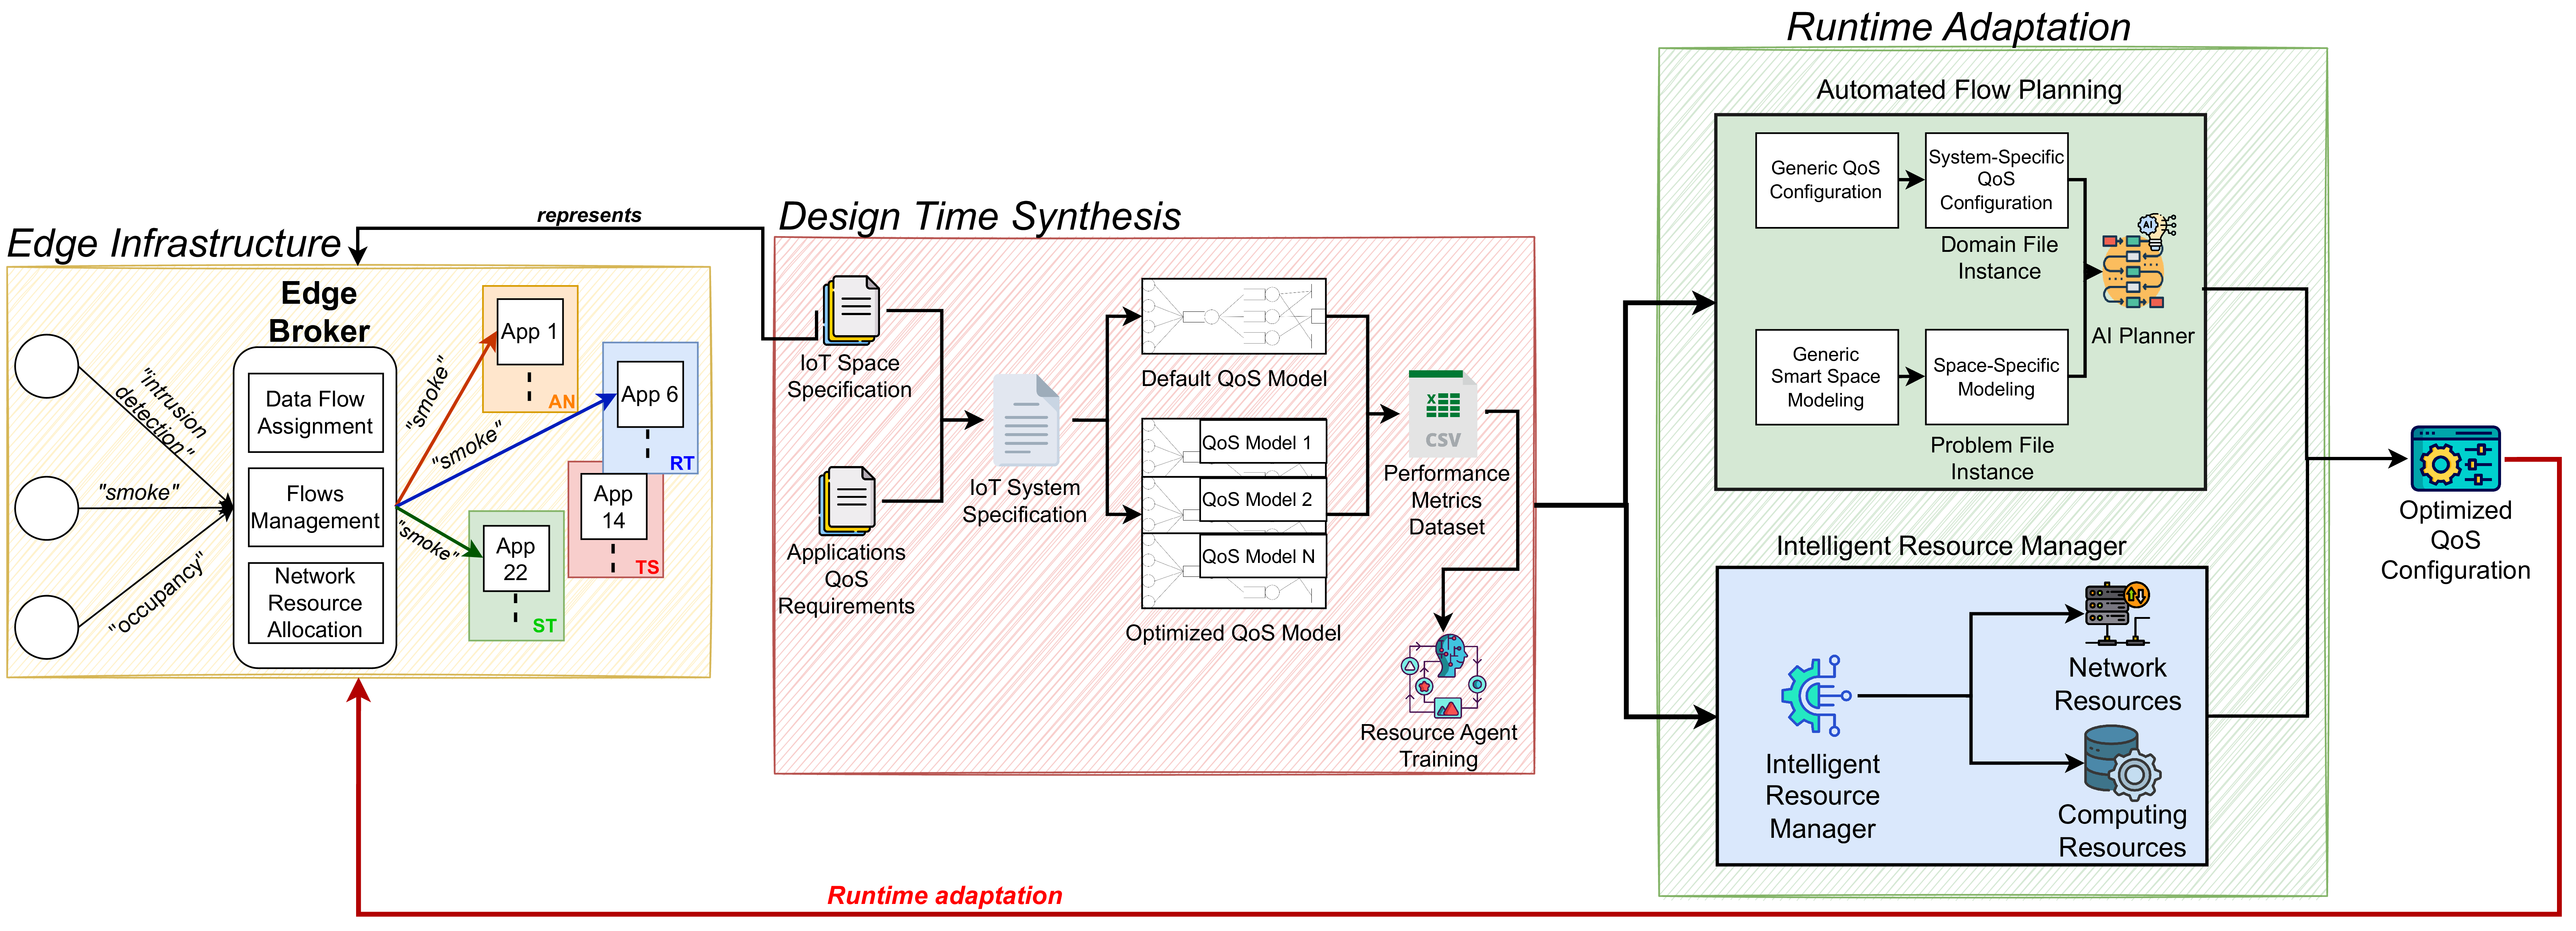 Edge Infrastructure
"intrusion
detection"
"smoke"
"occupancy"
Edge
Broker
Data Flow
Assignment
Flows
Management
Network
Resource
Allocation
"smoke"
"smoke"
"smoke"
App 1
AN
App 6
RT
App
14
TS
App
22
ST
represents
Design Time Synthesis
IoT Space
Specification
Applications
QoS
Requirements
IoT System
Specification
Default QoS Model
QoS Model 1
QoS Model 2
QoS Model N
Optimized QoS Model
X
CSV
Performance
Metrics
Dataset
Resource Agent
Training
Runtime Adaptation
Automated Flow Planning
Generic QoS
Configuration
System-Specific
QoS
Configuration
Domain File
Instance
Generic
Smart Space
Modeling
Space-Specific
Modeling
Problem File
Instance
AI
AI Planner
Intelligent Resource Manager
Intelligent
Resource
Manager
Network
Resources
Computing
Resources
Optimized
QoS
Configuration
Runtime adaptation